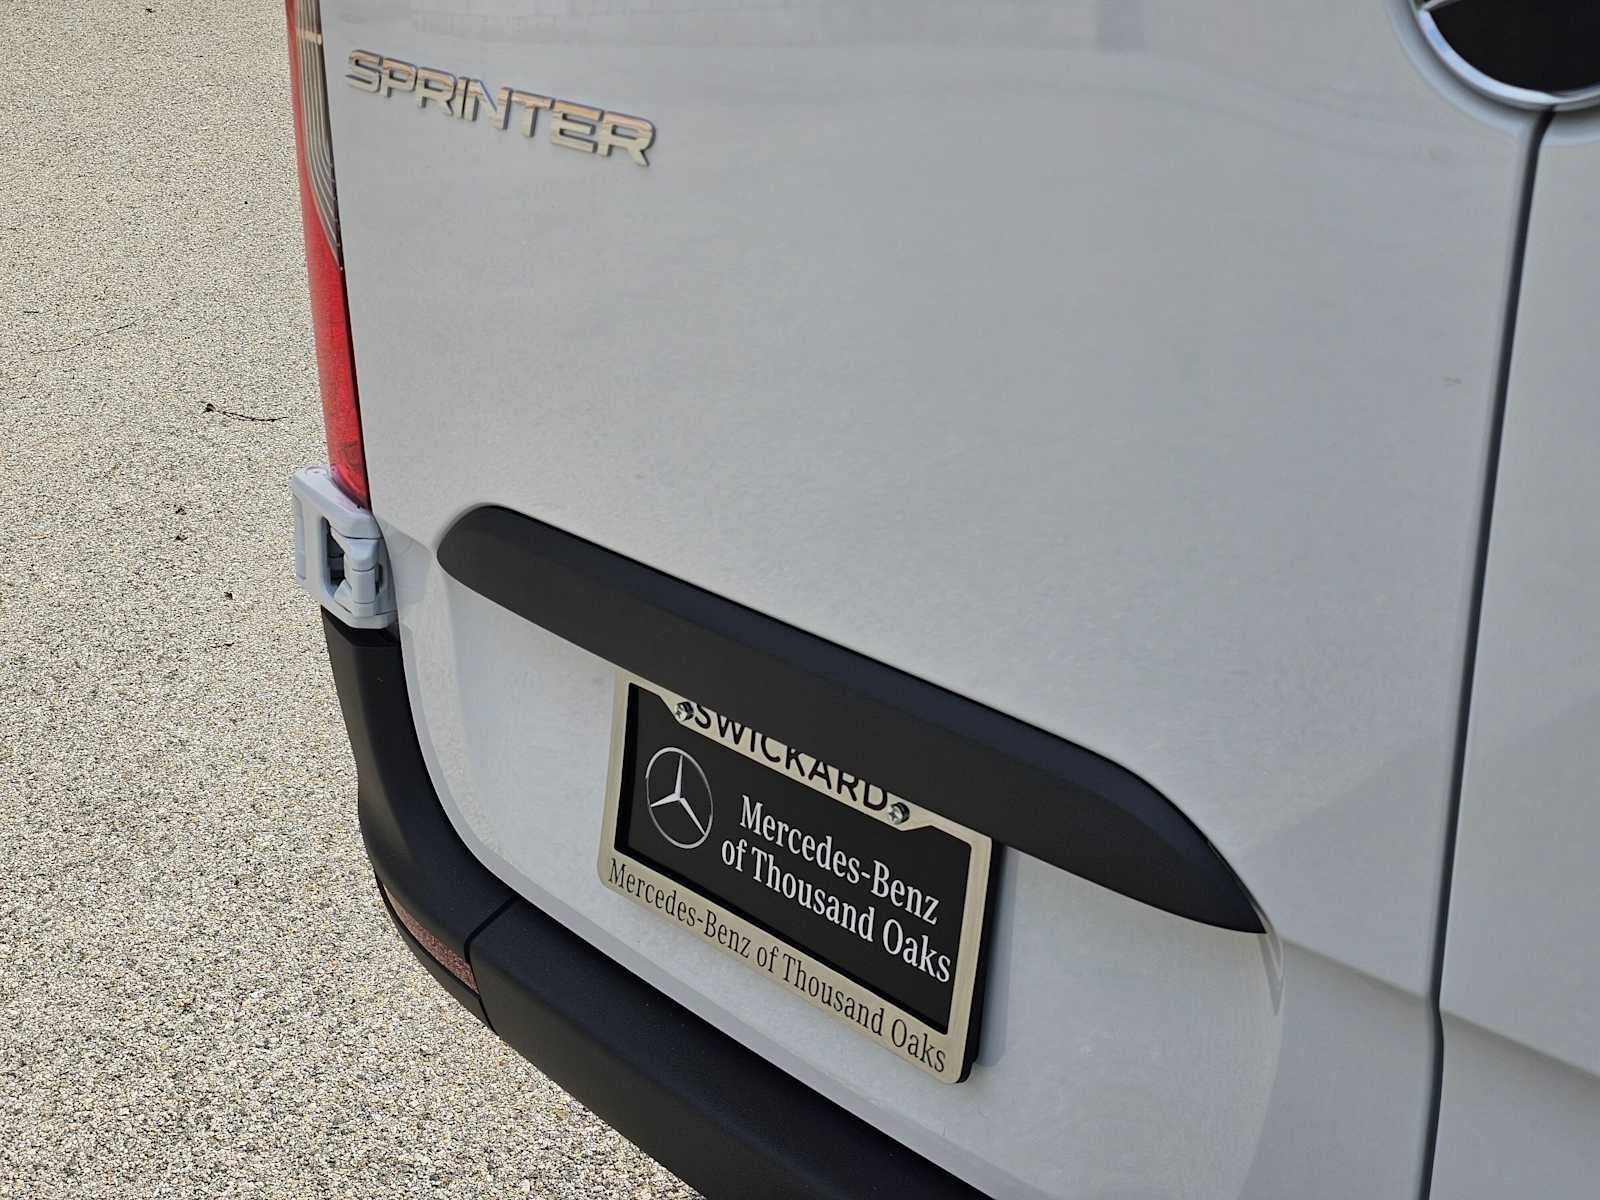 SPRINTER
SWICKARD
Mercedes-Benz
of Thousand Oaks
Mercedes-Benz of Thousand Oaks